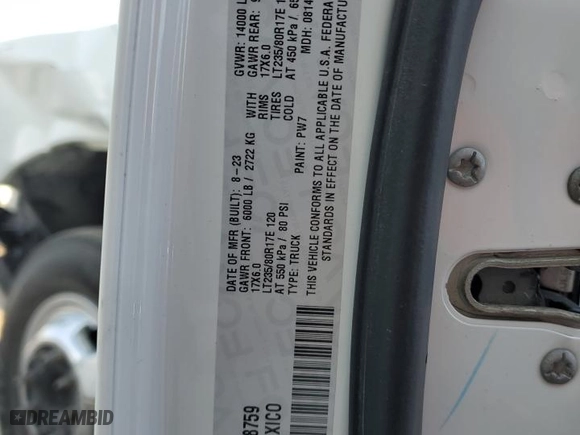 DATE OF MFR (BUILT): 8-23 GVWR: 14000 L
GAWR FRONT: 6000 LB / 2722 KG WITH GAWR REAR:
17X6.0 RIMS 17X6.0
LT235/80R17E 120 TIRES LT235/80R17E
AT 550 kPa / 80 PSI COLD AT 450 kPa / 65
TYPE: TRUCK PAINT: PW7 MDH: 0814
THIS VEHICLE CONFORMS TO ALL APPLICABLE U.S.A. FEDERA
STANDARDS IN EFFECT ON THE DATE OF MANUFACTU
8759
XICO
DREAMBID